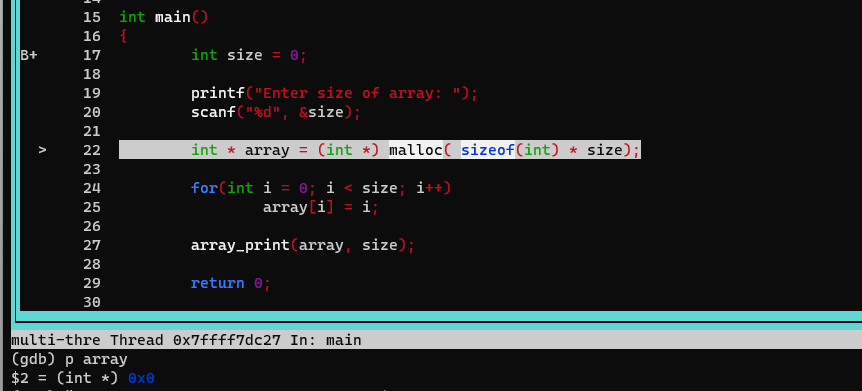 15 int main()
16 {
B+ 17 int size = 0;
18
19 printf("Enter size of array: ");
20 scanf("%d", &size);
21
> 22 int * array = (int *) malloc( sizeof(int) * size);
23
24 for(int i = 0; i < size; i++)
25 array[i] = i;
26
27 array_print(array, size);
28
29 return 0;
30
multi-thre Thread 0x7ffff7dc27 In: main
(gdb) p array
$2 = (int *) 0x0